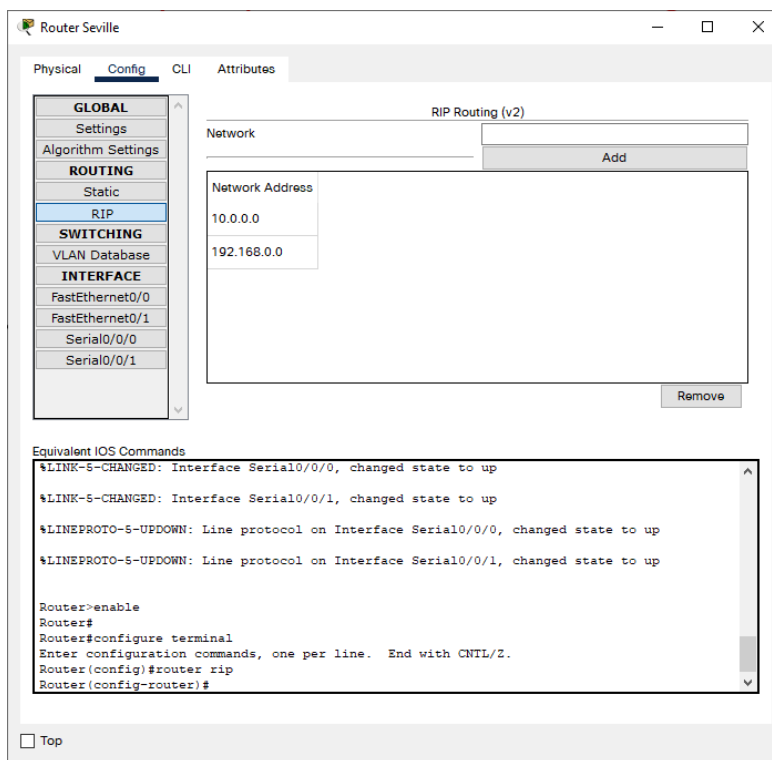 Router Seville
Physical Config CLI Attributes
GLOBAL
Settings
Algorithm Settings
ROUTING
Static
RIP
SWITCHING
VLAN Database
INTERFACE
FastEthernet0/0
FastEthernet0/1
Serial0/0/0
Serial0/0/1
RIP Routing (v2)
Network
Add
Network Address
10.0.0.0
192.168.0.0
Remove
Equivalent IOS Commands
%LINK-5-CHANGED: Interface Serial0/0/0, changed state to up
%LINK-5-CHANGED: Interface Serial0/0/1, changed state to up
%LINEPROTO-5-UPDOWN: Line protocol on Interface Serial0/0/0, changed state to up
%LINEPROTO-5-UPDOWN: Line protocol on Interface Serial0/0/1, changed state to up
Router>enable
Router#
Router#configure terminal
Enter configuration commands, one per line. End with CNTL/Z.
Router(config)#router rip
Router(config-router)#
Top